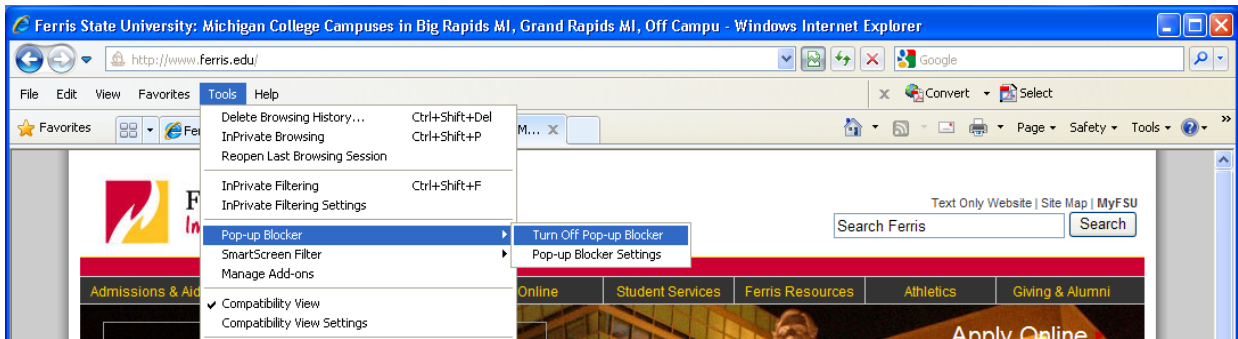 Ferris State University: Michigan College Campuses in Big Rapids MI, Grand Rapids MI, Off Campu - Windows Internet Explorer
http://www.ferris.edu/
Google
File Edit View Favorites Tools Help
Convert Select
Favorites
Fe
M...
Page Safety Tools
Delete Browsing History... Ctrl+Shift+Del
InPrivate Browsing Ctrl+Shift+P
Reopen Last Browsing Session
InPrivate Filtering Ctrl+Shift+F
InPrivate Filtering Settings
Pop-up Blocker
SmartScreen Filter
Manage Add-ons
Compatibility View
Compatibility View Settings
Turn Off Pop-up Blocker
Pop-up Blocker Settings
F
Im
Text Only Website | Site Map | MyFSU
Search Ferris Search
Admissions & Aid Online Student Services Ferris Resources Athletics Giving & Alumni
Apply Online